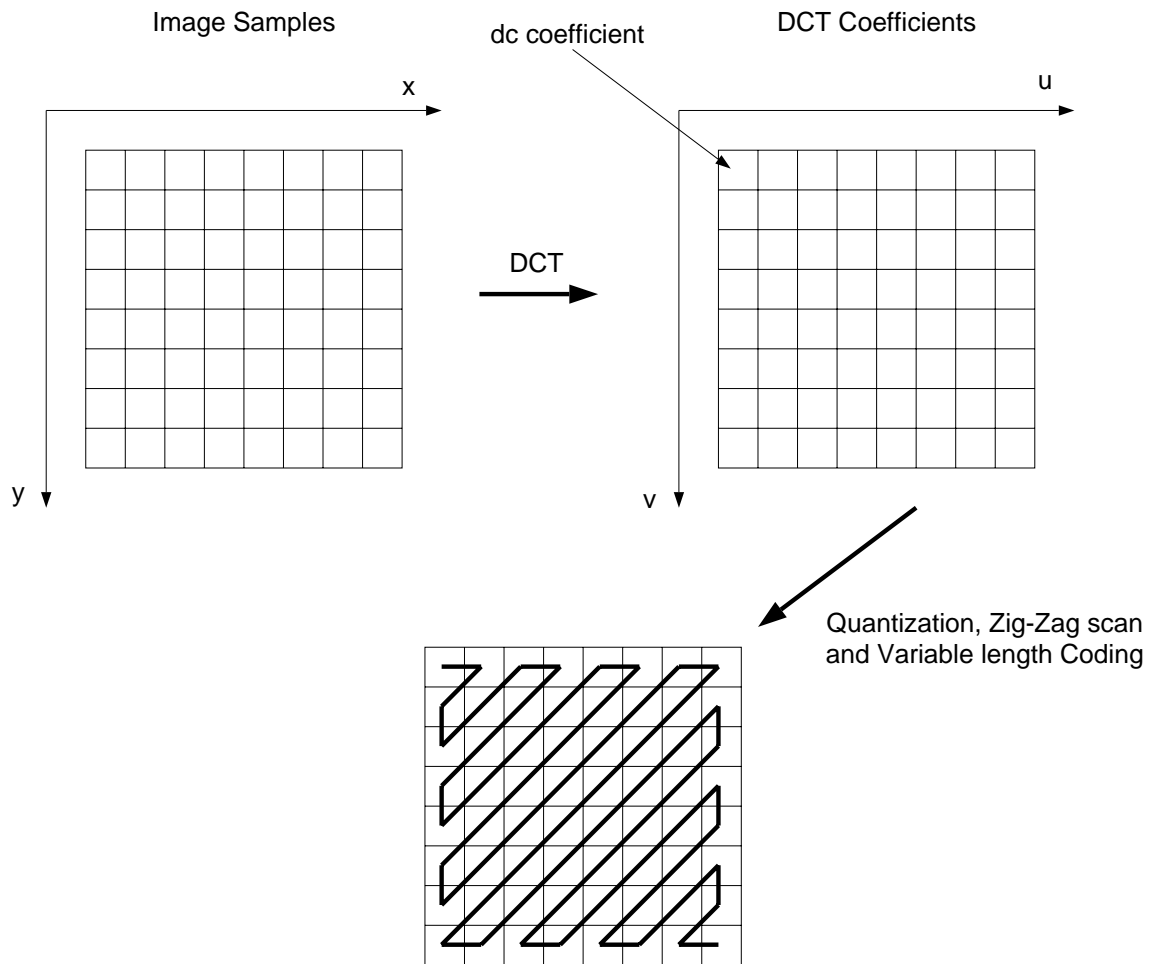 Image Samples
dc coefficient
DCT Coefficients
x
u
DCT
y
v
Quantization, Zig-Zag scan
and Variable length Coding